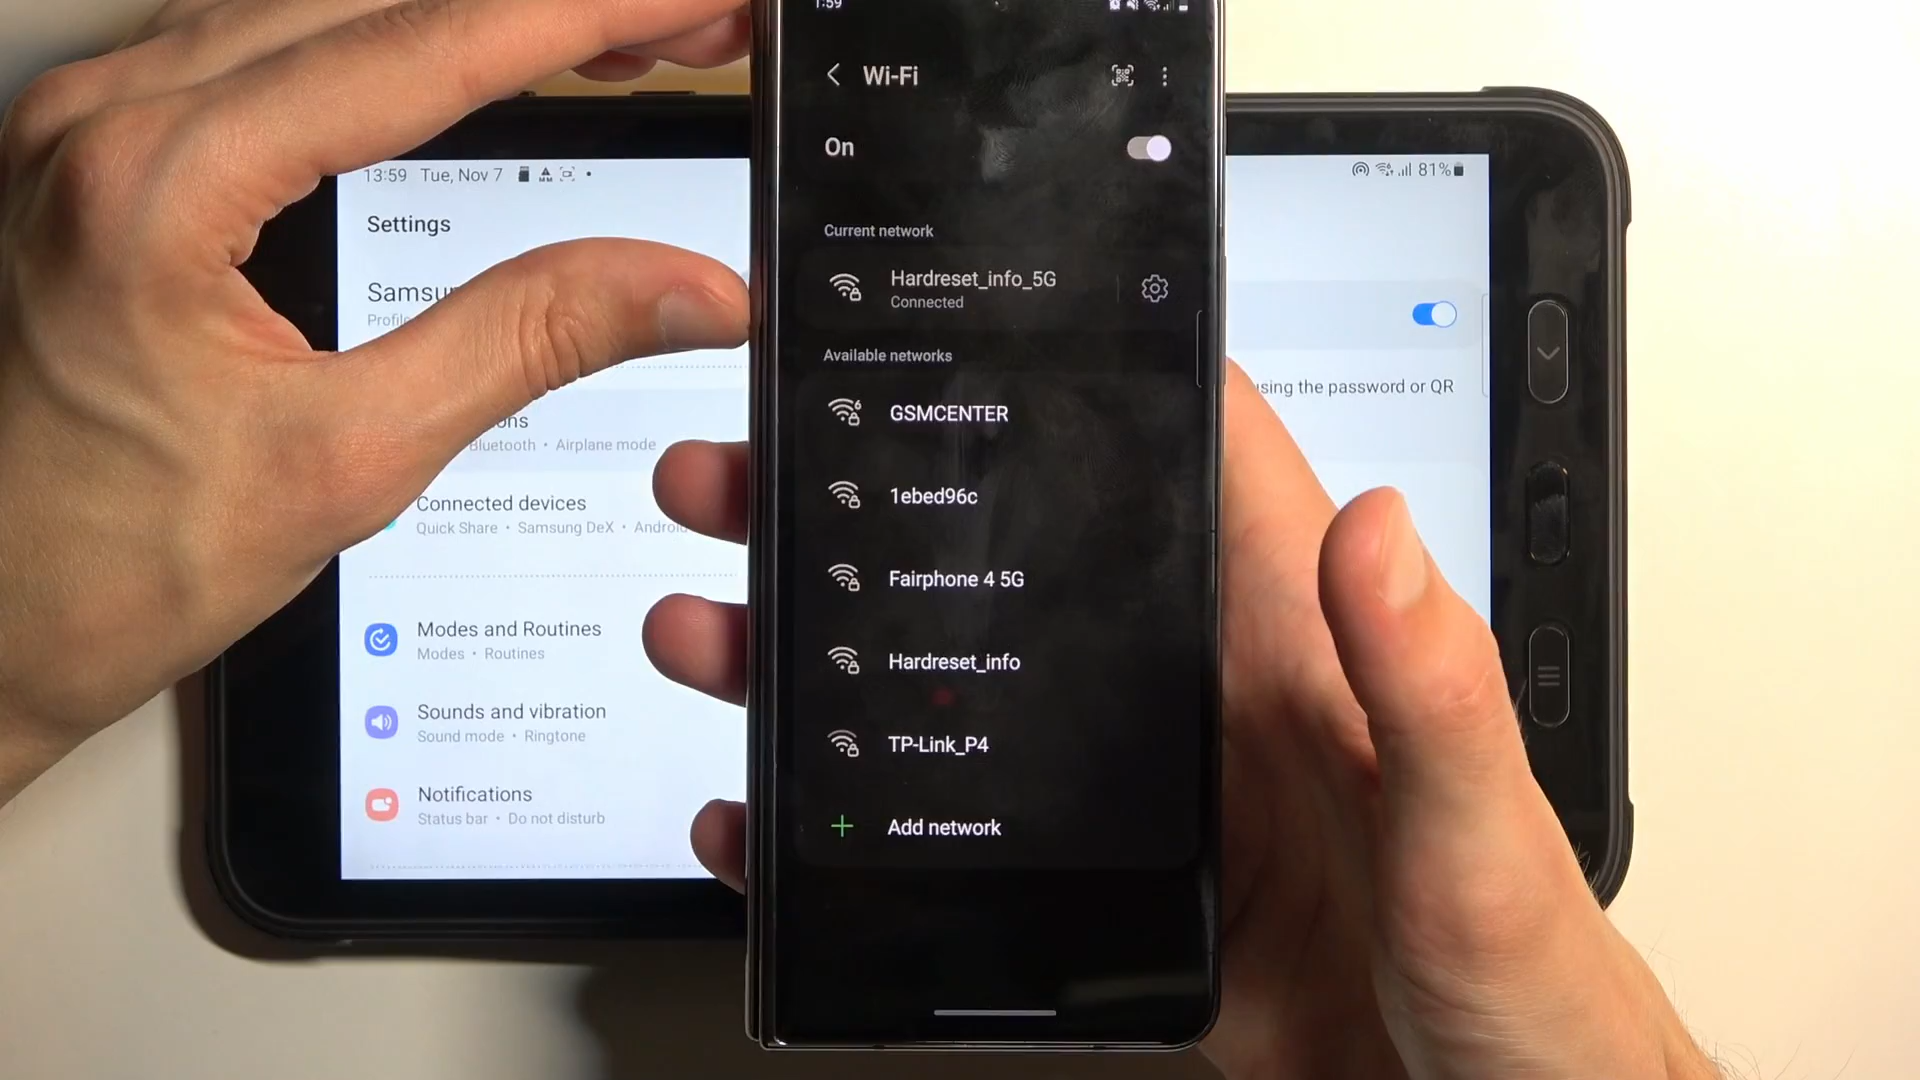 1:59
Wi-Fi
On
Current network
Hardreset_info_5G
Connected
Available networks
GSMCENTER
1ebed96c
Fairphone 4 5G
Hardreset_info
TP-Link_P4
Add network
13:59 Tue, Nov 7
81%
Settings
Profile
Bluetooth • Airplane mode
Connected devices
Quick Share • Samsung DeX • Android
Modes and Routines
Modes • Routines
Sounds and vibration
Sound mode • Ringtone
Notifications
Status bar • Do not disturb
using the password or QR